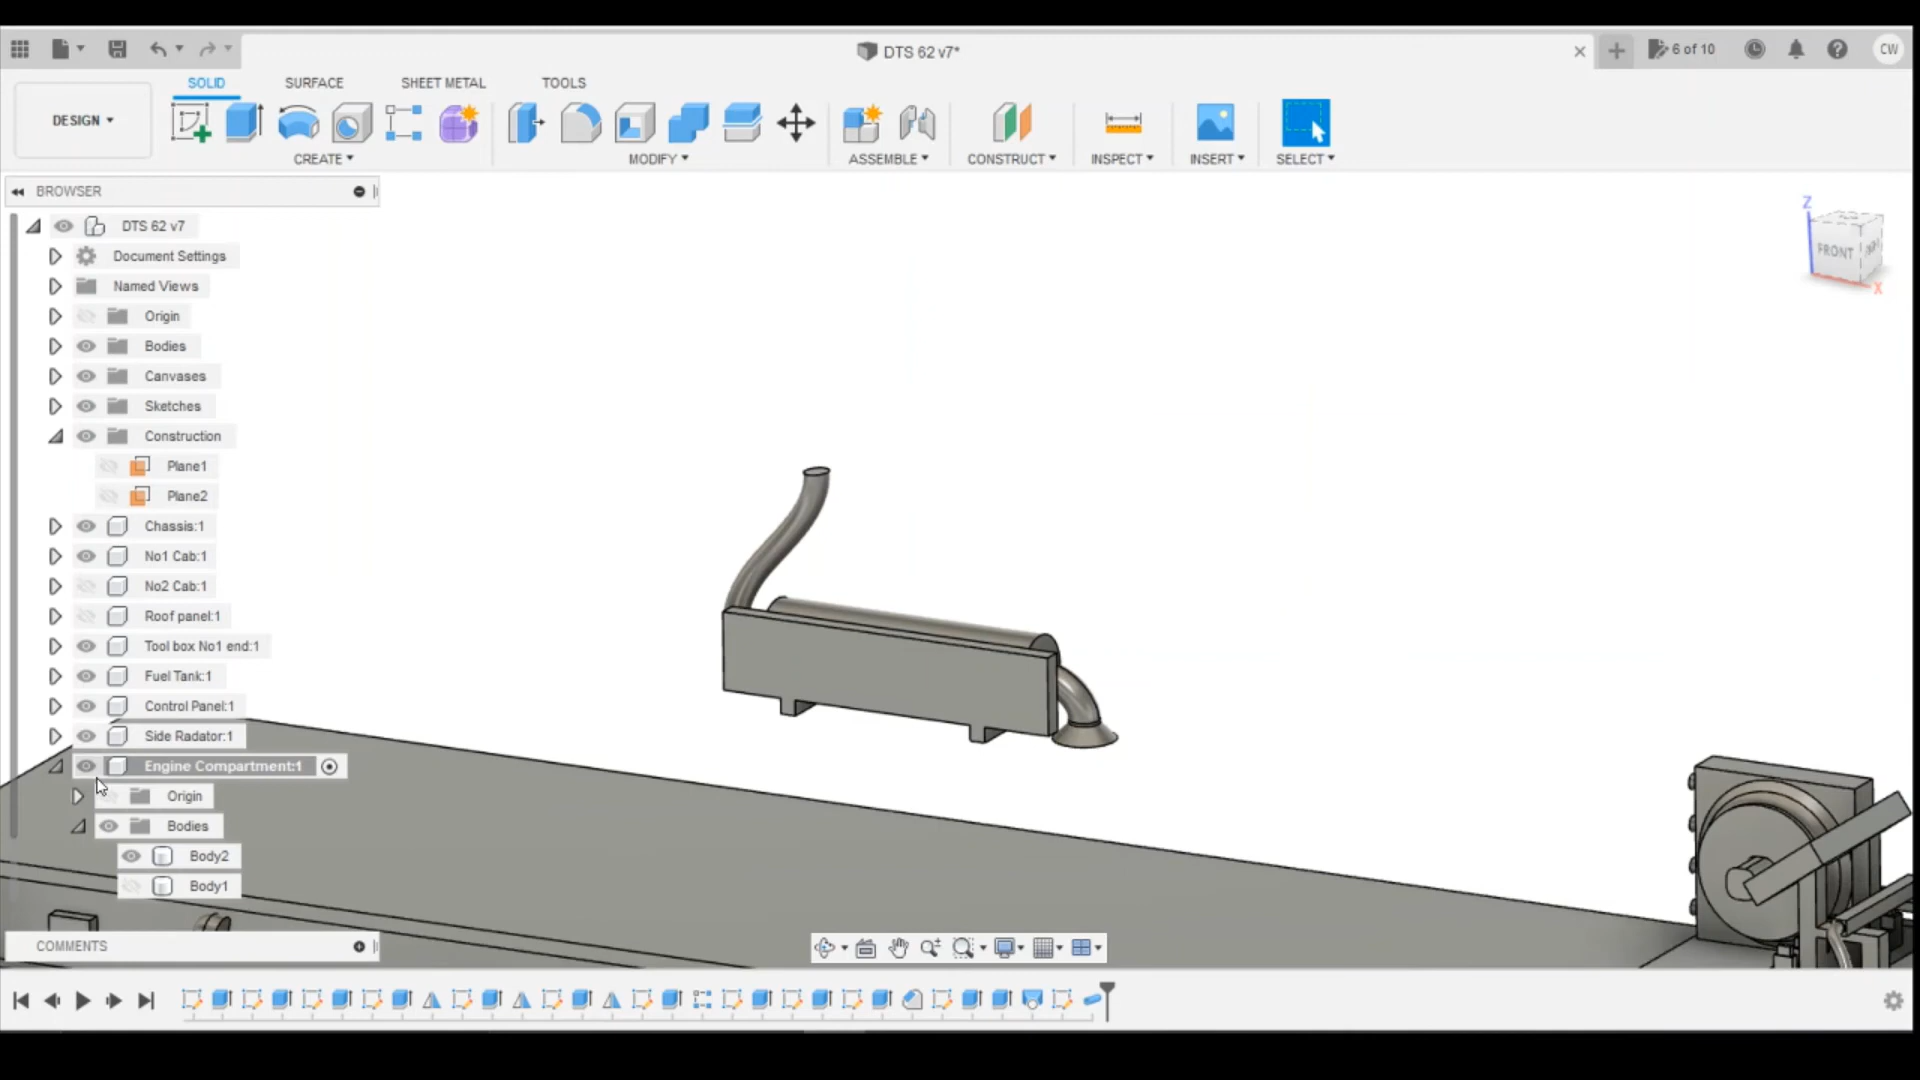 DTS 62 v7*
6 of 10
CW
DESIGN
SOLID
SURFACE
SHEET METAL
TOOLS
CREATE
MODIFY
ASSEMBLE
CONSTRUCT
INSPECT
INSERT
SELECT
BROWSER
DTS 62 v7
Document Settings
Named Views
Origin
Bodies
Canvases
Sketches
Construction
Plane1
Plane2
Chassis:1
No1 Cab:1
No2 Cab:1
Roof panel:1
Tool box No1 end:1
Fuel Tank:1
Control Panel:1
Side Radator:1
Engine Compartment:1
Origin
Bodies
Body2
Body1
COMMENTS
Z
FRONT
X